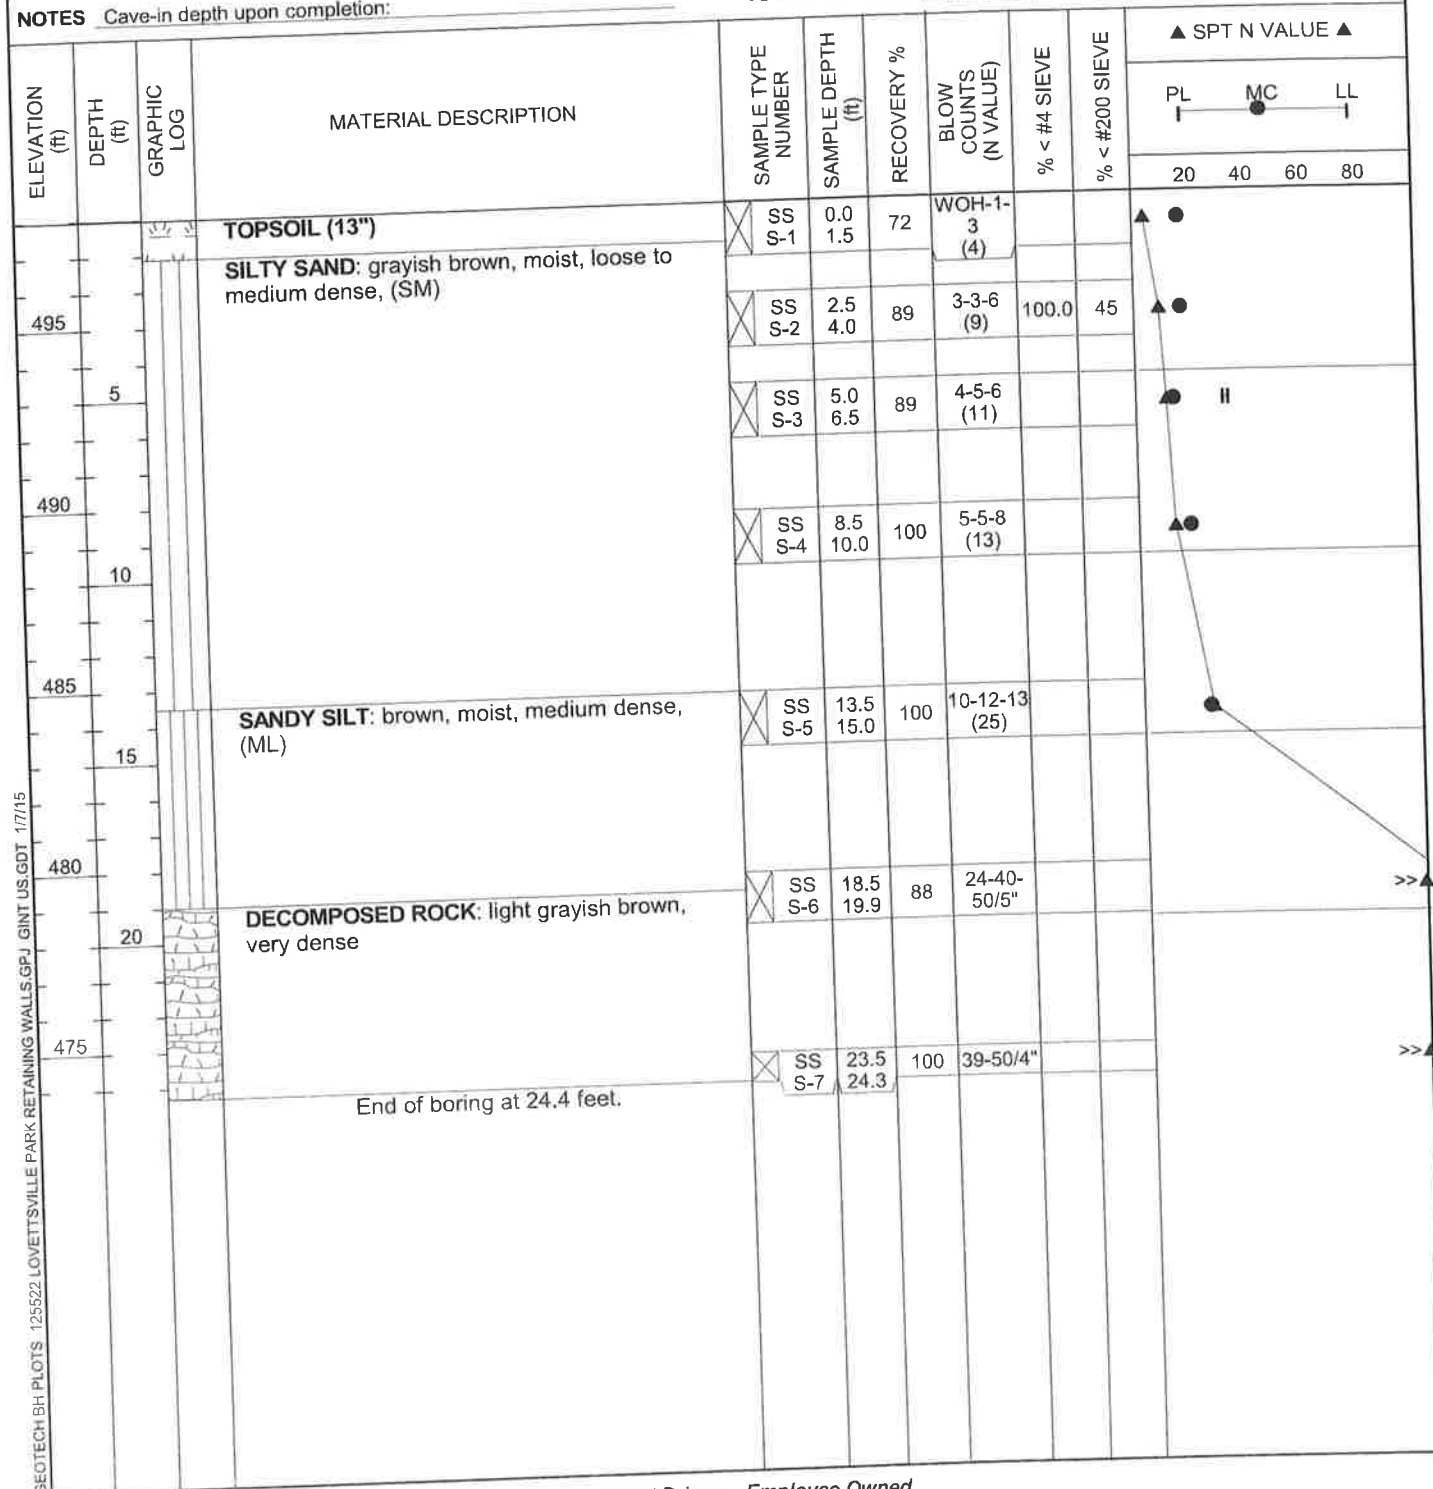 NOTES Cave-in depth upon completion:
ELEVATION (ft)
DEPTH (ft)
GRAPHIC LOG
MATERIAL DESCRIPTION
SAMPLE TYPE NUMBER
SAMPLE DEPTH (ft)
RECOVERY %
BLOW COUNTS (N VALUE)
% < #4 SIEVE
% < #200 SIEVE
▲ SPT N VALUE ▲
PL MC LL
20 40 60 80
TOPSOIL (13")
SS 0.0 72 WOH-1-
S-1 1.5 3
(4)
SILTY SAND: grayish brown, moist, loose to
medium dense, (SM)
495
SS 2.5 89 3-3-6 100.0 45
S-2 4.0 (9)
5
SS 5.0 89 4-5-6
S-3 6.5 (11)
490
SS 8.5 100 5-5-8
S-4 10.0 (13)
10
485
SANDY SILT: brown, moist, medium dense,
(ML)
SS 13.5 100 10-12-13
S-5 15.0 (25)
15
480
SS 18.5 88 24-40-
S-6 19.9 50/5"
>>
DECOMPOSED ROCK: light grayish brown,
very dense
20
475
SS 23.5 100 39-50/4"
S-7 24.3
>>
End of boring at 24.4 feet.
GEOTECH BH PLOTS 125522 LOVETTSVILLE PARK RETAINING WALLS.GPJ GINT US.GDT 1/7/15
Employee Owned